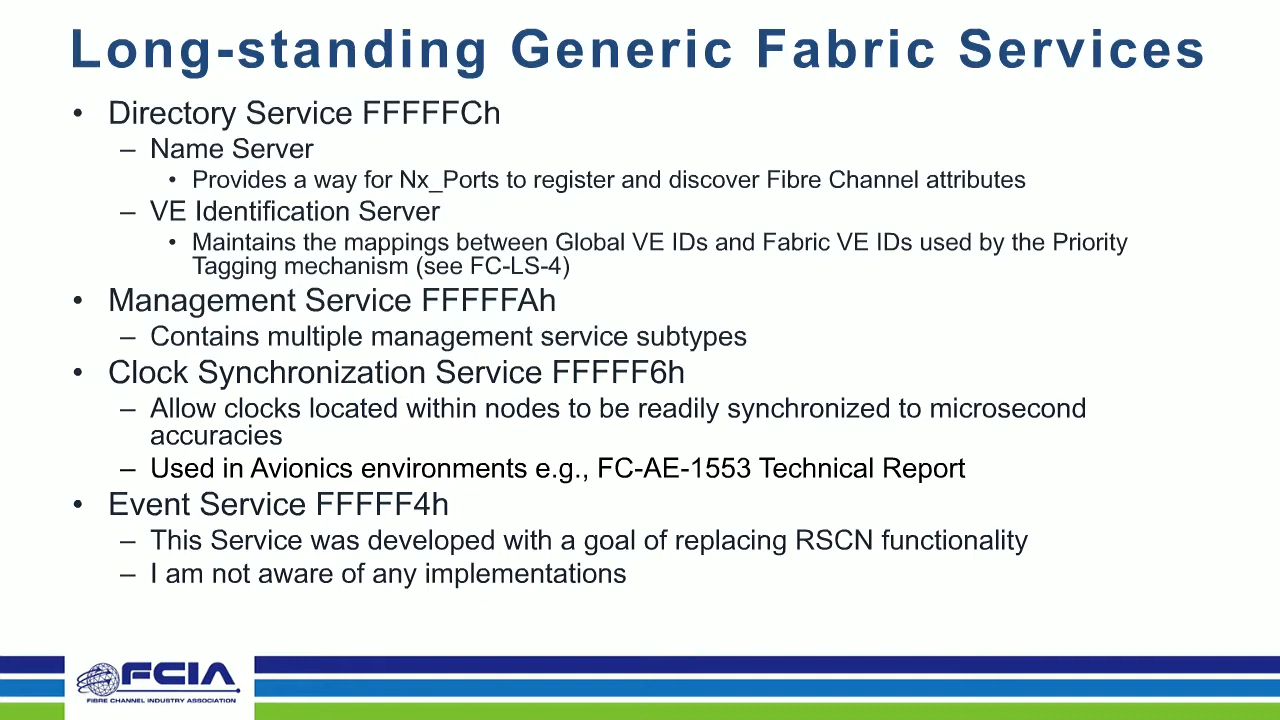 Long-standing Generic Fabric Services
• Directory Service FFFFFCh
– Name Server
• Provides a way for Nx_Ports to register and discover Fibre Channel attributes
– VE Identification Server
• Maintains the mappings between Global VE IDs and Fabric VE IDs used by the Priority
Tagging mechanism (see FC-LS-4)
• Management Service FFFFFAh
– Contains multiple management service subtypes
• Clock Synchronization Service FFFFF6h
– Allow clocks located within nodes to be readily synchronized to microsecond
accuracies
– Used in Avionics environments e.g., FC-AE-1553 Technical Report
• Event Service FFFFF4h
– This Service was developed with a goal of replacing RSCN functionality
– I am not aware of any implementations
FCIA
FIBRE CHANNEL INDUSTRY ASSOCIATION